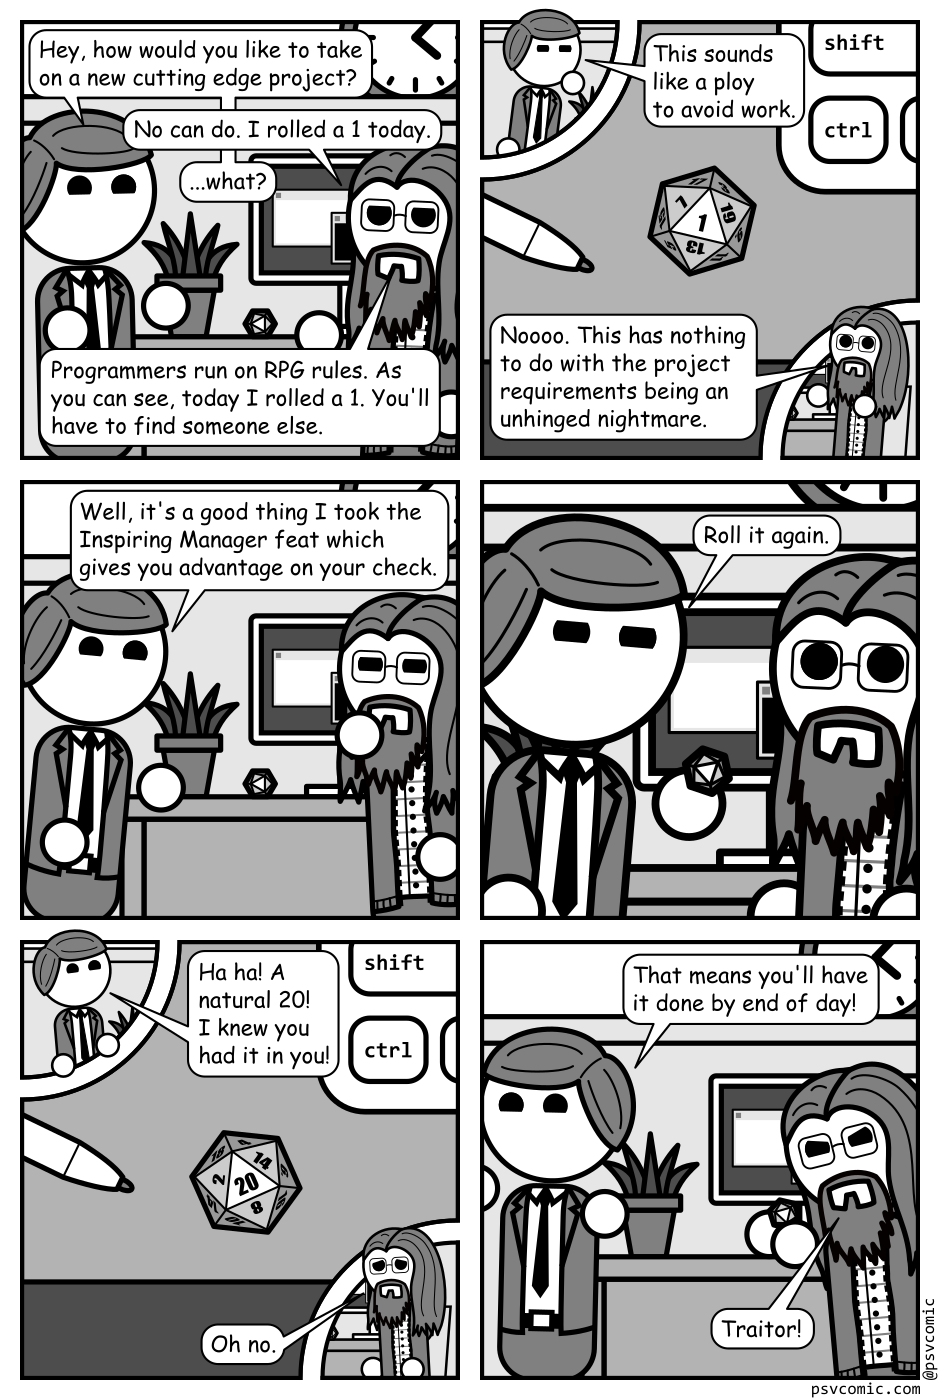 Hey, how would you like to take
on a new cutting edge project?
No can do. I rolled a 1 today.
...what?
Programmers run on RPG rules. As
you can see, today I rolled a 1. You'll
have to find someone else.
This sounds
like a ploy
to avoid work.
shift
ctrl
7
1
19
13
Noooo. This has nothing
to do with the project
requirements being an
unhinged nightmare.
Well, it's a good thing I took the
Inspiring Manager feat which
gives you advantage on your check.
Roll it again.
Ha ha! A
natural 20!
I knew you
had it in you!
shift
ctrl
14
2
20
8
Oh no.
That means you'll have
it done by end of day!
Traitor!
@psvcomic
psvcomic.com